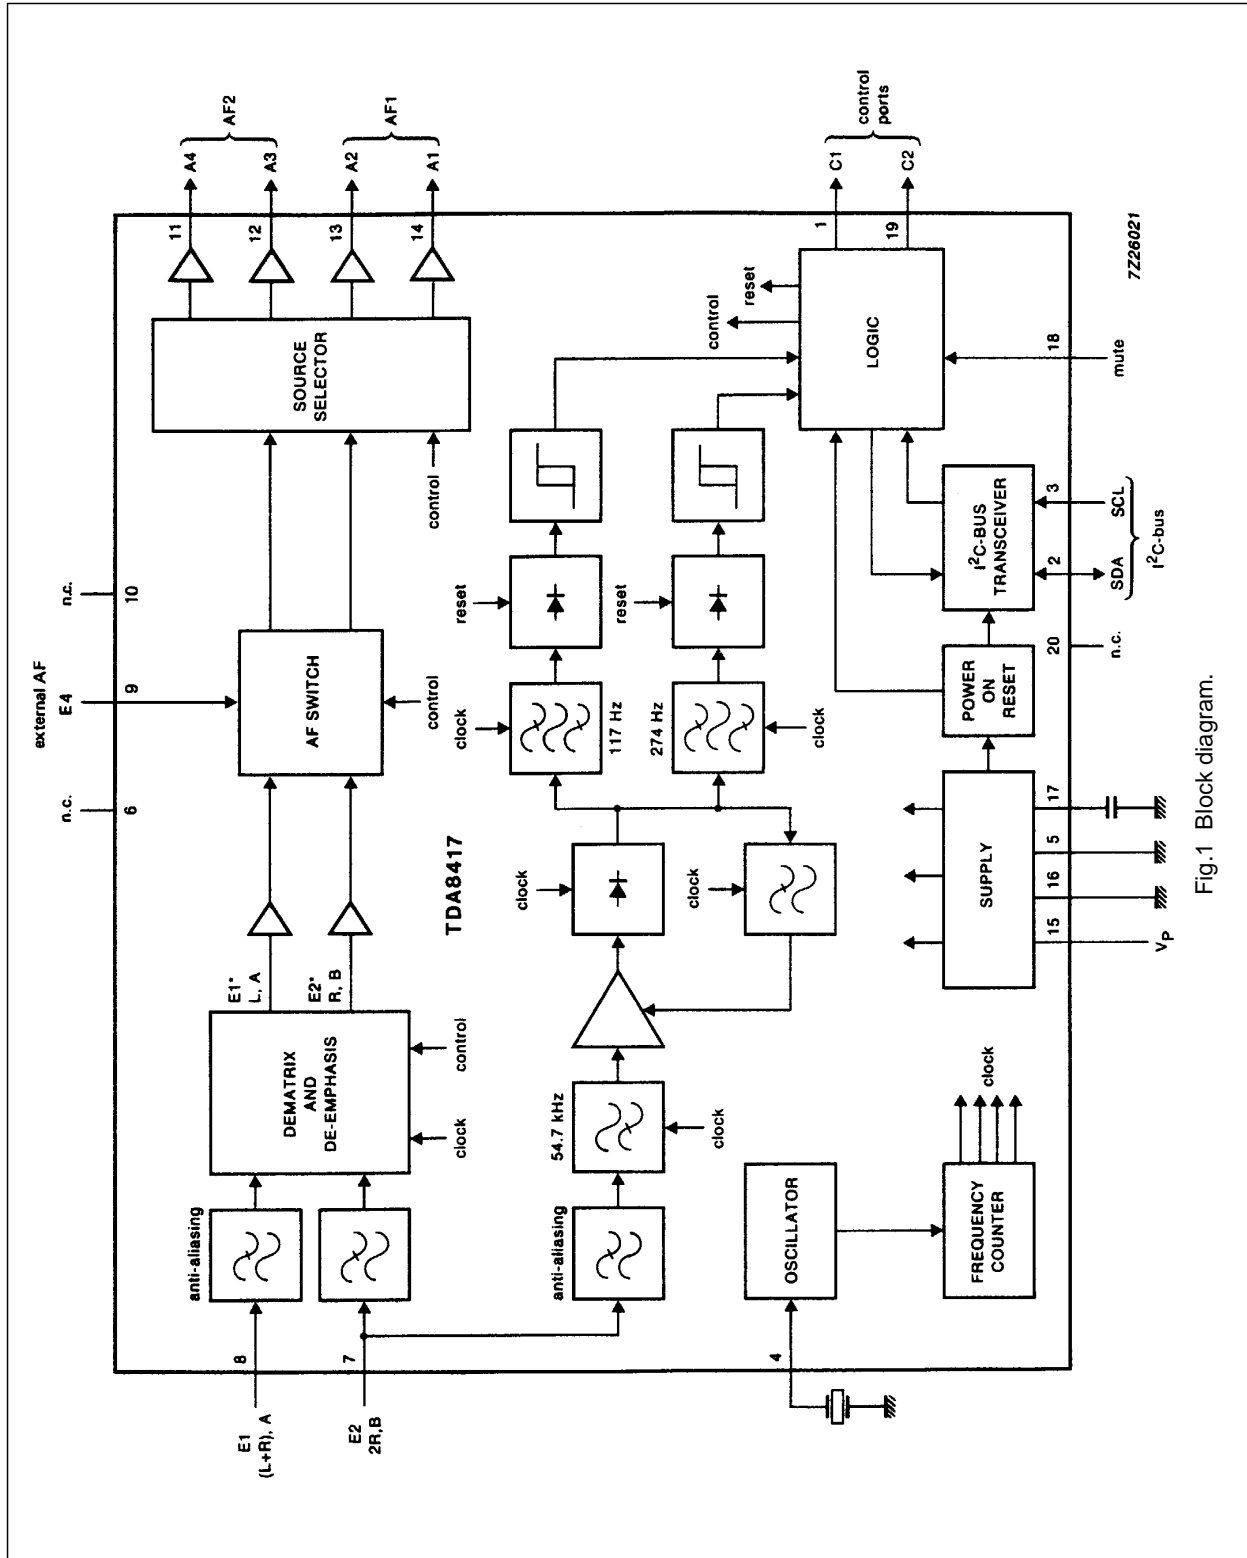 n.c.
external AF
E4
n.c.
6
9
10
E1
(L+R), A
8
anti-aliasing
DEMATRIX
AND
DE-EMPHASIS
E1*
L, A
E2*
R, B
clock
control
AF SWITCH
control
SOURCE
SELECTOR
control
11
A4
12
A3
AF2
13
A2
14
A1
AF1
E2
2R,B
7
TDA8417
anti-aliasing
54.7 kHz
clock
clock
clock
clock
117 Hz
reset
274 Hz
clock
reset
control
reset
4
OSCILLATOR
FREQUENCY
COUNTER
clock
SUPPLY
15
16
5
17
VP
POWER
ON
RESET
20
n.c.
I²C-BUS
TRANSCEIVER
2
3
SDA
SCL
I²C-bus
LOGIC
18
mute
1
C1
19
C2
control
ports
7Z26021
Fig.1 Block diagram.